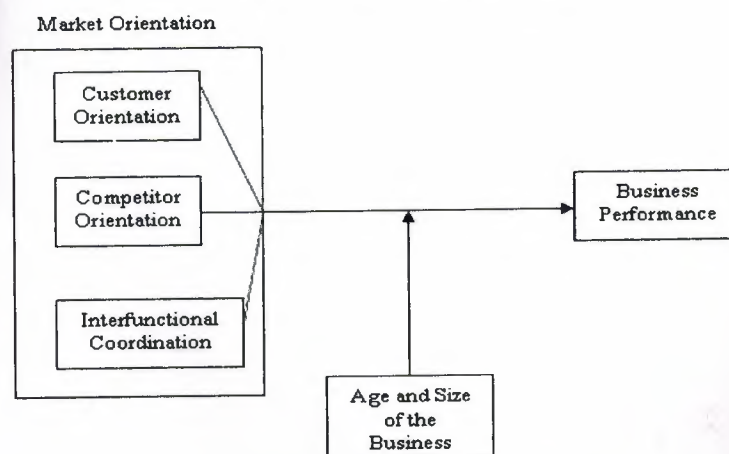 Market Orientation
Customer
Orientation
Competitor
Orientation
Interfunctional
Coordination
Business
Performance
Age and Size
of the
Business